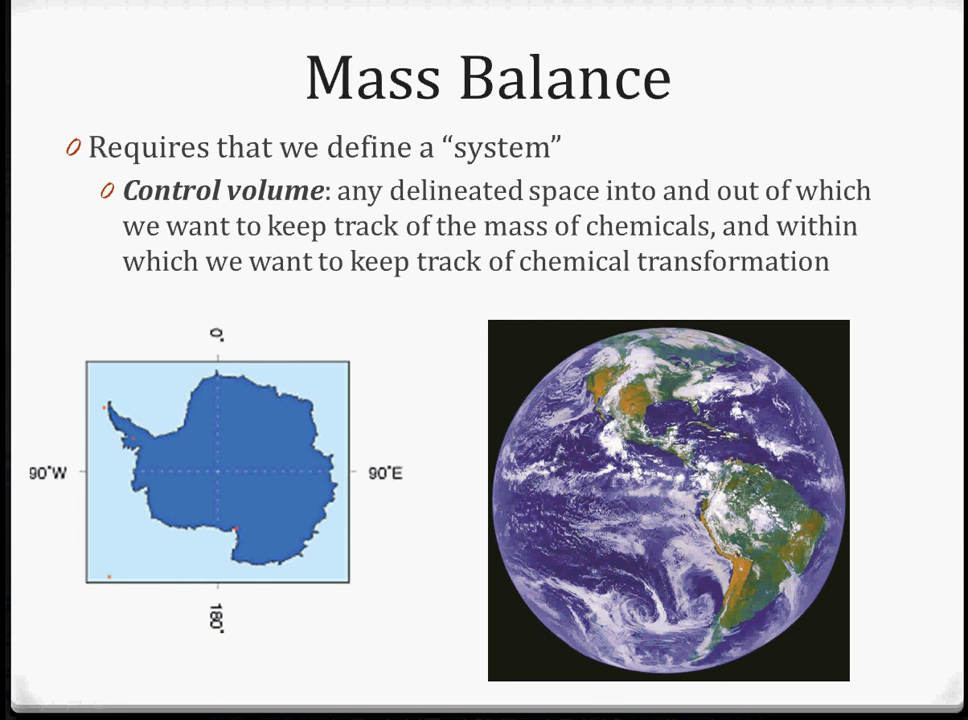 Mass Balance
Requires that we define a “system”
Control volume: any delineated space into and out of which
we want to keep track of the mass of chemicals, and within
which we want to keep track of chemical transformation
0°
90°W
90°E
180°